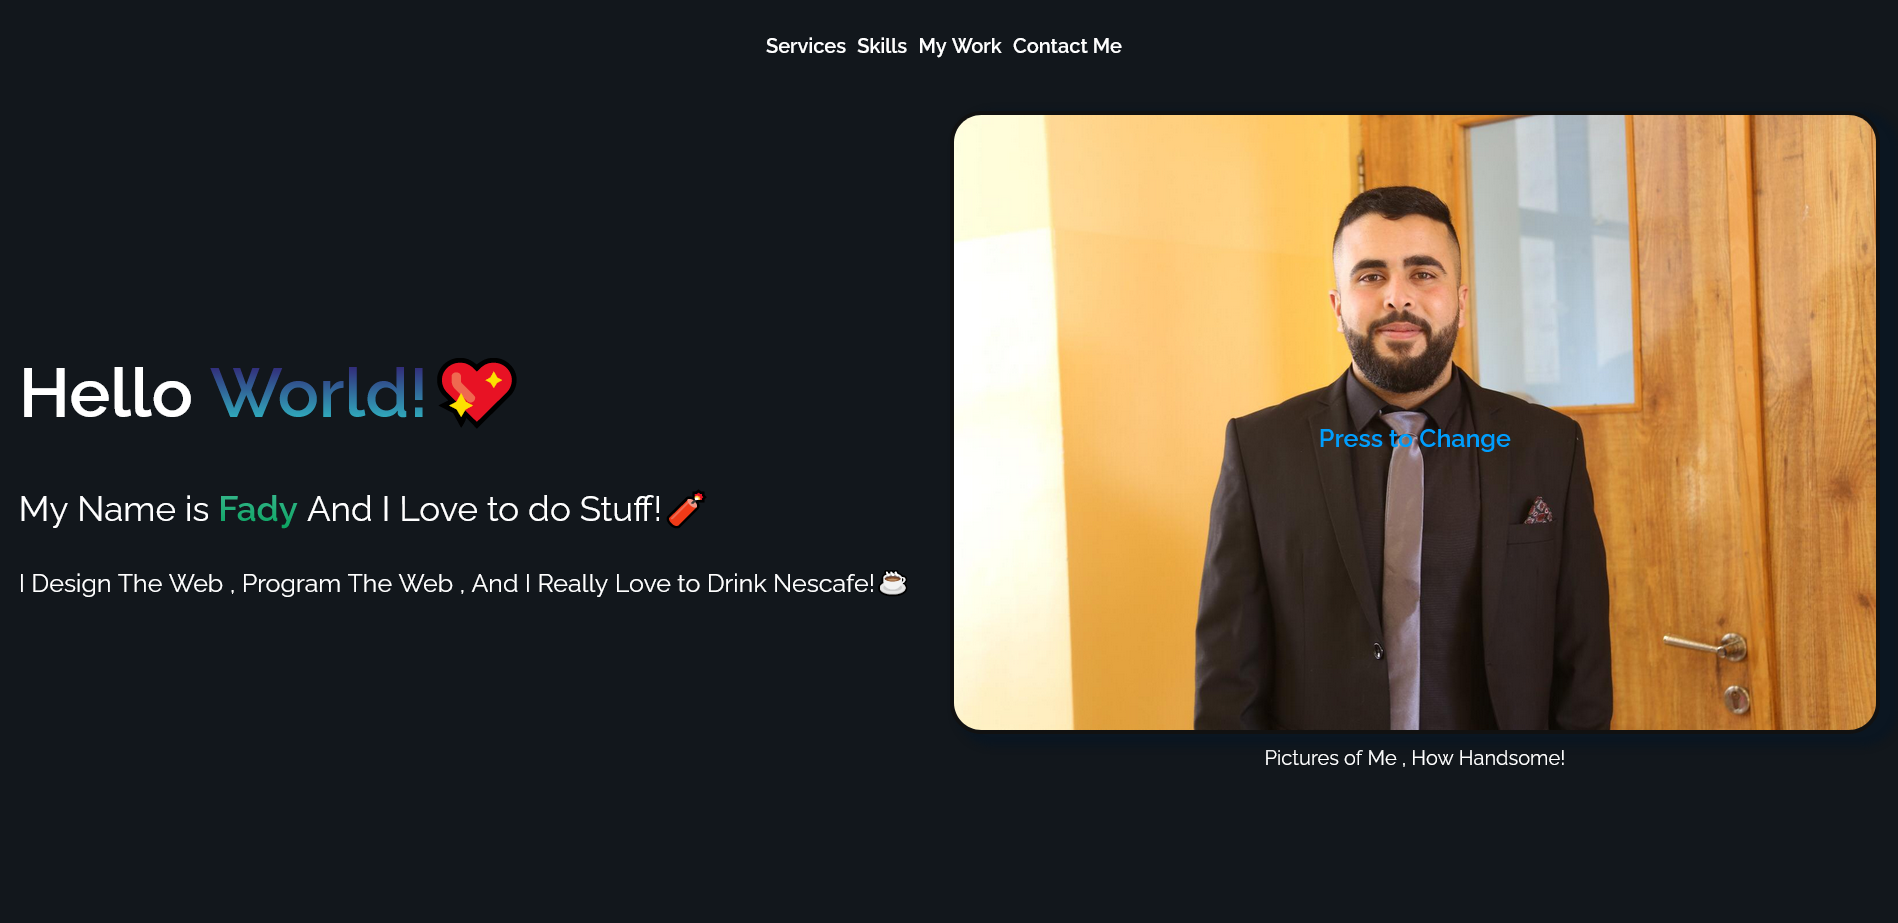 Services Skills My Work Contact Me
Hello World!💖
My Name is Fady And I Love to do Stuff!🧨
I Design The Web , Program The Web , And I Really Love to Drink Nescafe!☕
Press to Change
Pictures of Me , How Handsome!